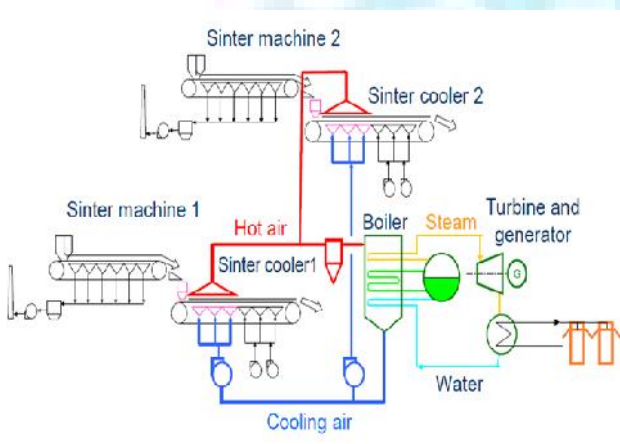 Sinter machine 2
Sinter cooler 2
Sinter machine 1
Hot air
Sinter cooler1
Boiler
Steam
Turbine and
generator
G
Water
Cooling air